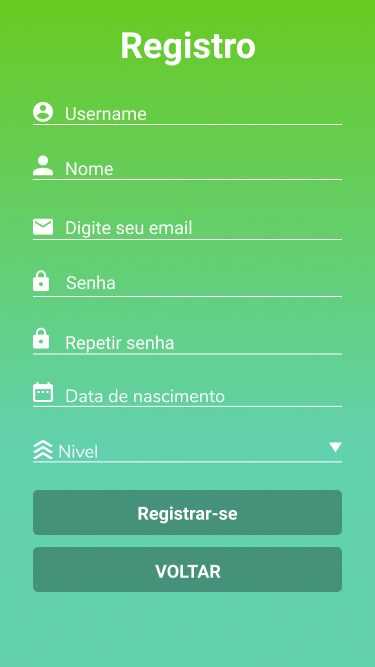 Registro
Username
Nome
Digite seu email
Senha
Repetir senha
Data de nascimento
Nivel
Registrar-se
VOLTAR